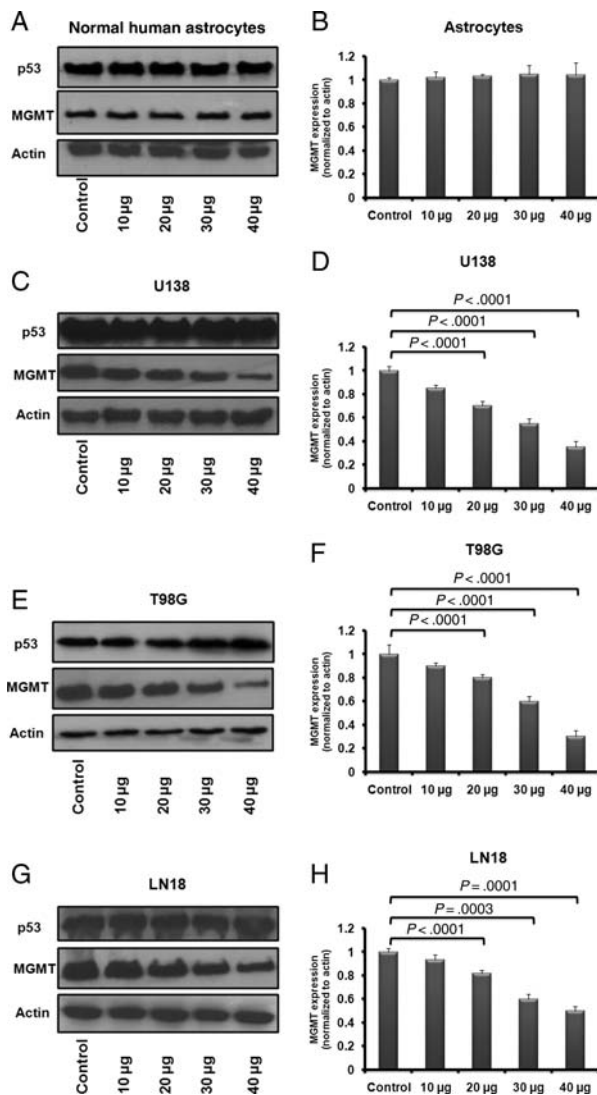 A
Normal human astrocytes
p53
MGMT
Actin
Control
10 µg
20 µg
30 µg
40 µg
B
Astrocytes
MGMT expression
(normalized to actin)
1.2
1
0.8
0.6
0.4
0.2
0
Control 10 µg 20 µg 30 µg 40 µg
C
U138
p53
MGMT
Actin
Control
10 µg
20 µg
30 µg
40 µg
D
U138
P < .0001
P < .0001
P < .0001
MGMT expression
(normalized to actin)
1.2
1
0.8
0.6
0.4
0.2
0
Control 10 µg 20 µg 30 µg 40 µg
E
T98G
p53
MGMT
Actin
Control
10 µg
20 µg
30 µg
40 µg
F
T98G
P < .0001
P < .0001
P < .0001
MGMT expression
(normalized to actin)
1.2
1
0.8
0.6
0.4
0.2
0
Control 10 µg 20 µg 30 µg 40 µg
G
LN18
p53
MGMT
Actin
Control
10 µg
20 µg
30 µg
40 µg
H
LN18
P = .0001
P = .0003
P < .0001
MGMT expression
(normalized to actin)
1.2
1
0.8
0.6
0.4
0.2
0
Control 10 µg 20 µg 30 µg 40 µg